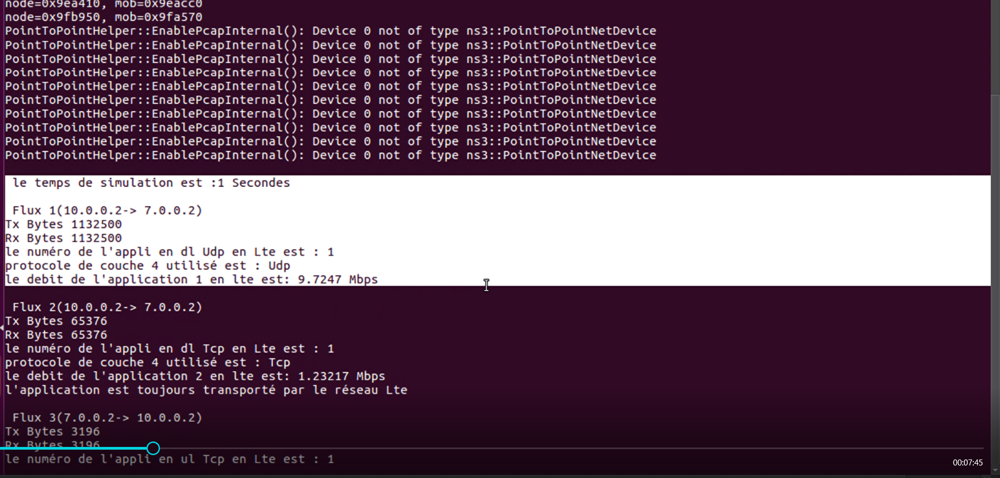 node=0x9ea410, mob=0x9eacc0
node=0x9fb950, mob=0x9fa570
PointToPointHelper::EnablePcapInternal(): Device 0 not of type ns3::PointToPointNetDevice
PointToPointHelper::EnablePcapInternal(): Device 0 not of type ns3::PointToPointNetDevice
PointToPointHelper::EnablePcapInternal(): Device 0 not of type ns3::PointToPointNetDevice
PointToPointHelper::EnablePcapInternal(): Device 0 not of type ns3::PointToPointNetDevice
PointToPointHelper::EnablePcapInternal(): Device 0 not of type ns3::PointToPointNetDevice
PointToPointHelper::EnablePcapInternal(): Device 0 not of type ns3::PointToPointNetDevice
PointToPointHelper::EnablePcapInternal(): Device 0 not of type ns3::PointToPointNetDevice
PointToPointHelper::EnablePcapInternal(): Device 0 not of type ns3::PointToPointNetDevice
PointToPointHelper::EnablePcapInternal(): Device 0 not of type ns3::PointToPointNetDevice
PointToPointHelper::EnablePcapInternal(): Device 0 not of type ns3::PointToPointNetDevice
le temps de simulation est :1 Secondes
Flux 1(10.0.0.2-> 7.0.0.2)
Tx Bytes 1132500
Rx Bytes 1132500
le numéro de l'appli en dl Udp en Lte est : 1
protocole de couche 4 utilisé est : Udp
le debit de l'application 1 en lte est: 9.7247 Mbps
Flux 2(10.0.0.2-> 7.0.0.2)
Tx Bytes 65376
Rx Bytes 65376
le numéro de l'appli en dl Tcp en Lte est : 1
protocole de couche 4 utilisé est : Tcp
le debit de l'application 2 en lte est: 1.23217 Mbps
l'application est toujours transporté par le réseau Lte
Flux 3(7.0.0.2-> 10.0.0.2)
Tx Bytes 3196
Rx Bytes 3196
le numéro de l'appli en ul Tcp en Lte est : 1
00:07:45